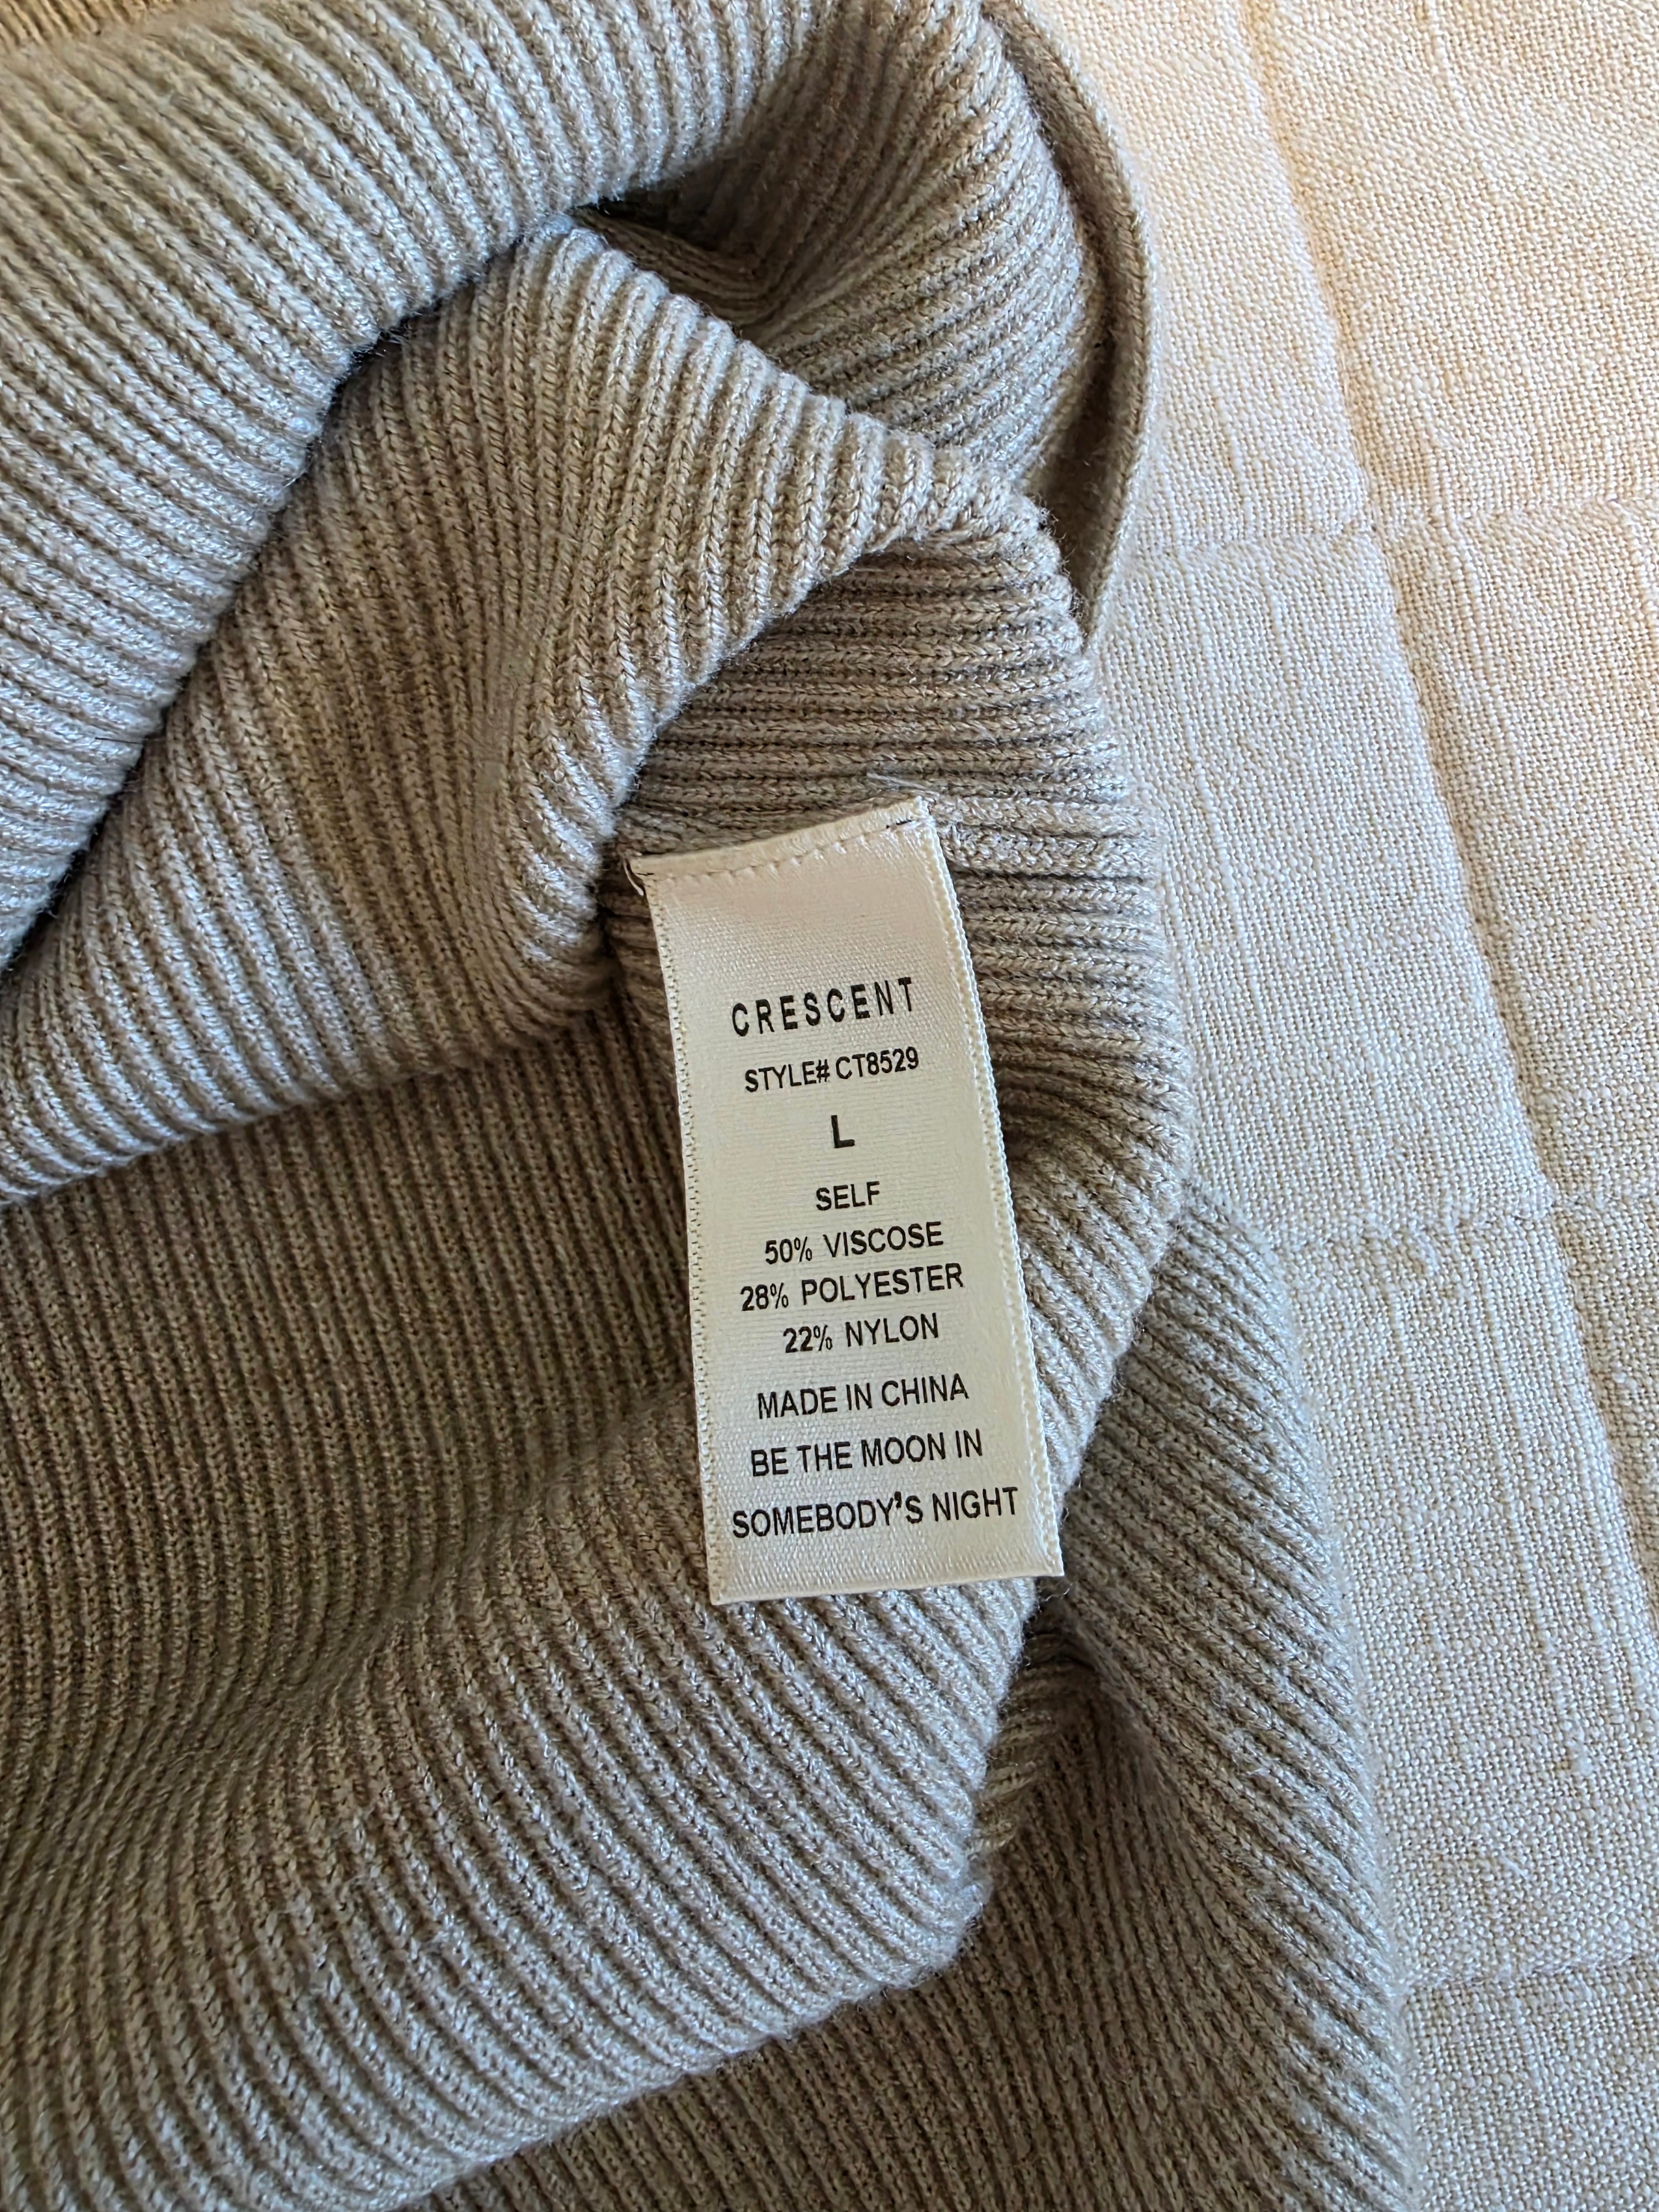 CRESCENT
STYLE# CT8529
L
SELF
50% VISCOSE
28% POLYESTER
22% NYLON
MADE IN CHINA
BE THE MOON IN
SOMEBODY'S NIGHT